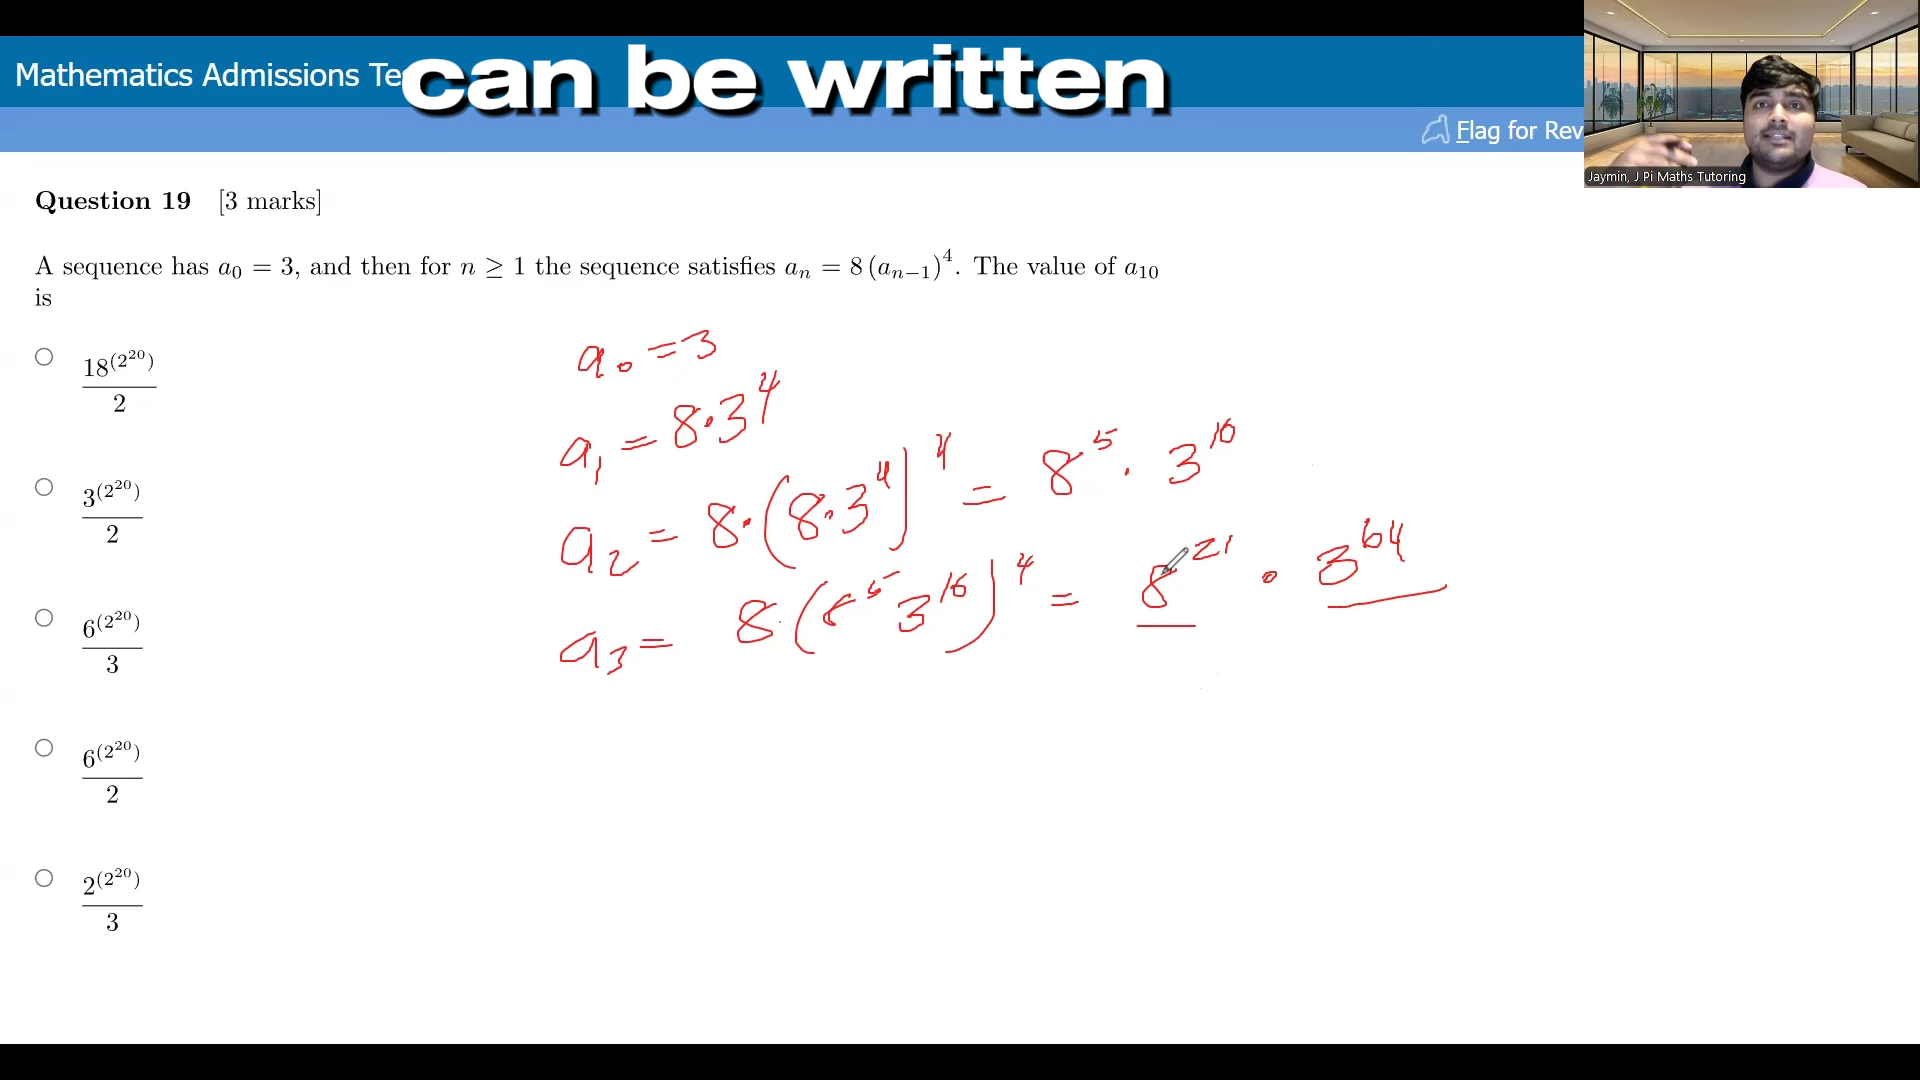 Mathematics Admissions Te
can be written
Flag for Rev
Jaymin, J Pi Maths Tutoring
Question 19 [3 marks]
A sequence has a₀ = 3, and then for n ≥ 1 the sequence satisfies aₙ = 8 (aₙ₋₁)⁴. The value of a₁₀
is
18^(2^20) / 2
3^(2^20) / 2
6^(2^20) / 3
6^(2^20) / 2
2^(2^20) / 3
a₀ = 3
a₁ = 8·3⁴
a₂ = 8·(8·3⁴)⁴ = 8⁵ · 3¹⁶
a₃ = 8·(8⁵ 3¹⁶)⁴ = 8²¹ · 3⁶⁴